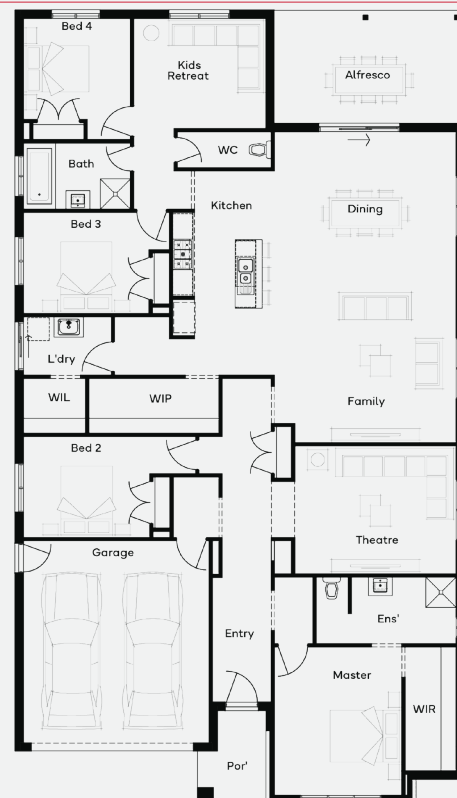 Bed 4
Kids
Retreat
Alfresco
Bath
WC
Kitchen
Dining
Bed 3
L'dry
WIL
WIP
Family
Bed 2
Theatre
Garage
Ens'
Entry
Master
WIR
Por'